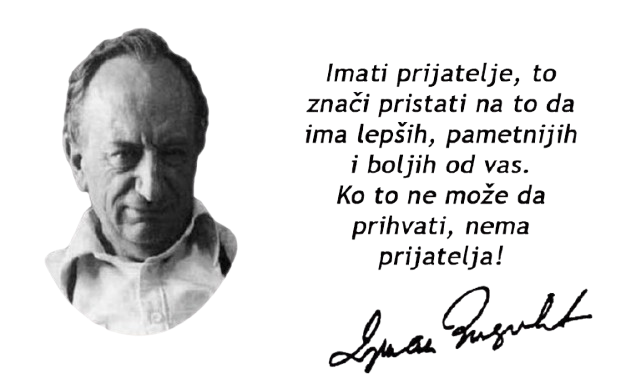 Imati prijatelje, to
znači pristati na to da
ima lepših, pametnijih
i boljih od vas.
Ko to ne može da
prihvati, nema
prijatelja!